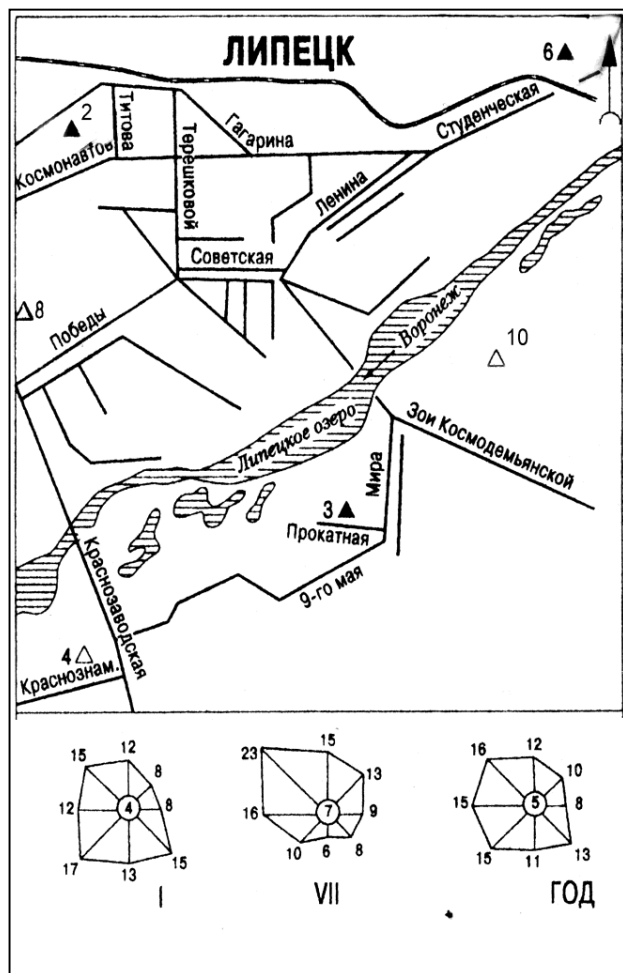 ЛИПЕЦК
6
2
Титова
Терешковой
Гагарина
Студенческая
Космонавтов
Ленина
Советская
8
Победы
Воронеж
10
Липецкое озеро
Зои Космодемьянской
Мира
3
Прокатная
9-го мая
Краснозаводская
4
Краснознам.
15 12 8
12 4 8
17 13 15
I
23 15 13
16 7 9
10 6 8
VII
16 12 10
15 5 8
15 11 13
ГОД